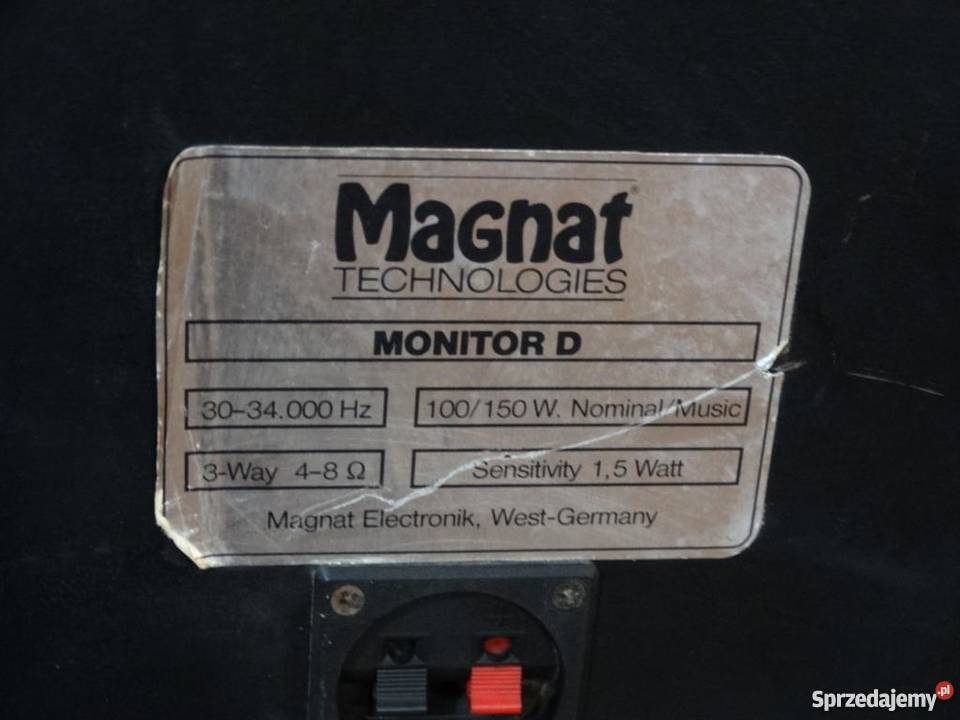 Magnat®
TECHNOLOGIES
MONITOR D
30–34.000 Hz 100/150 W. Nominal/Music
3-Way 4–8 Ω Sensitivity 1,5 Watt
Magnat Electronik, West-Germany
Sprzedajemy.pl